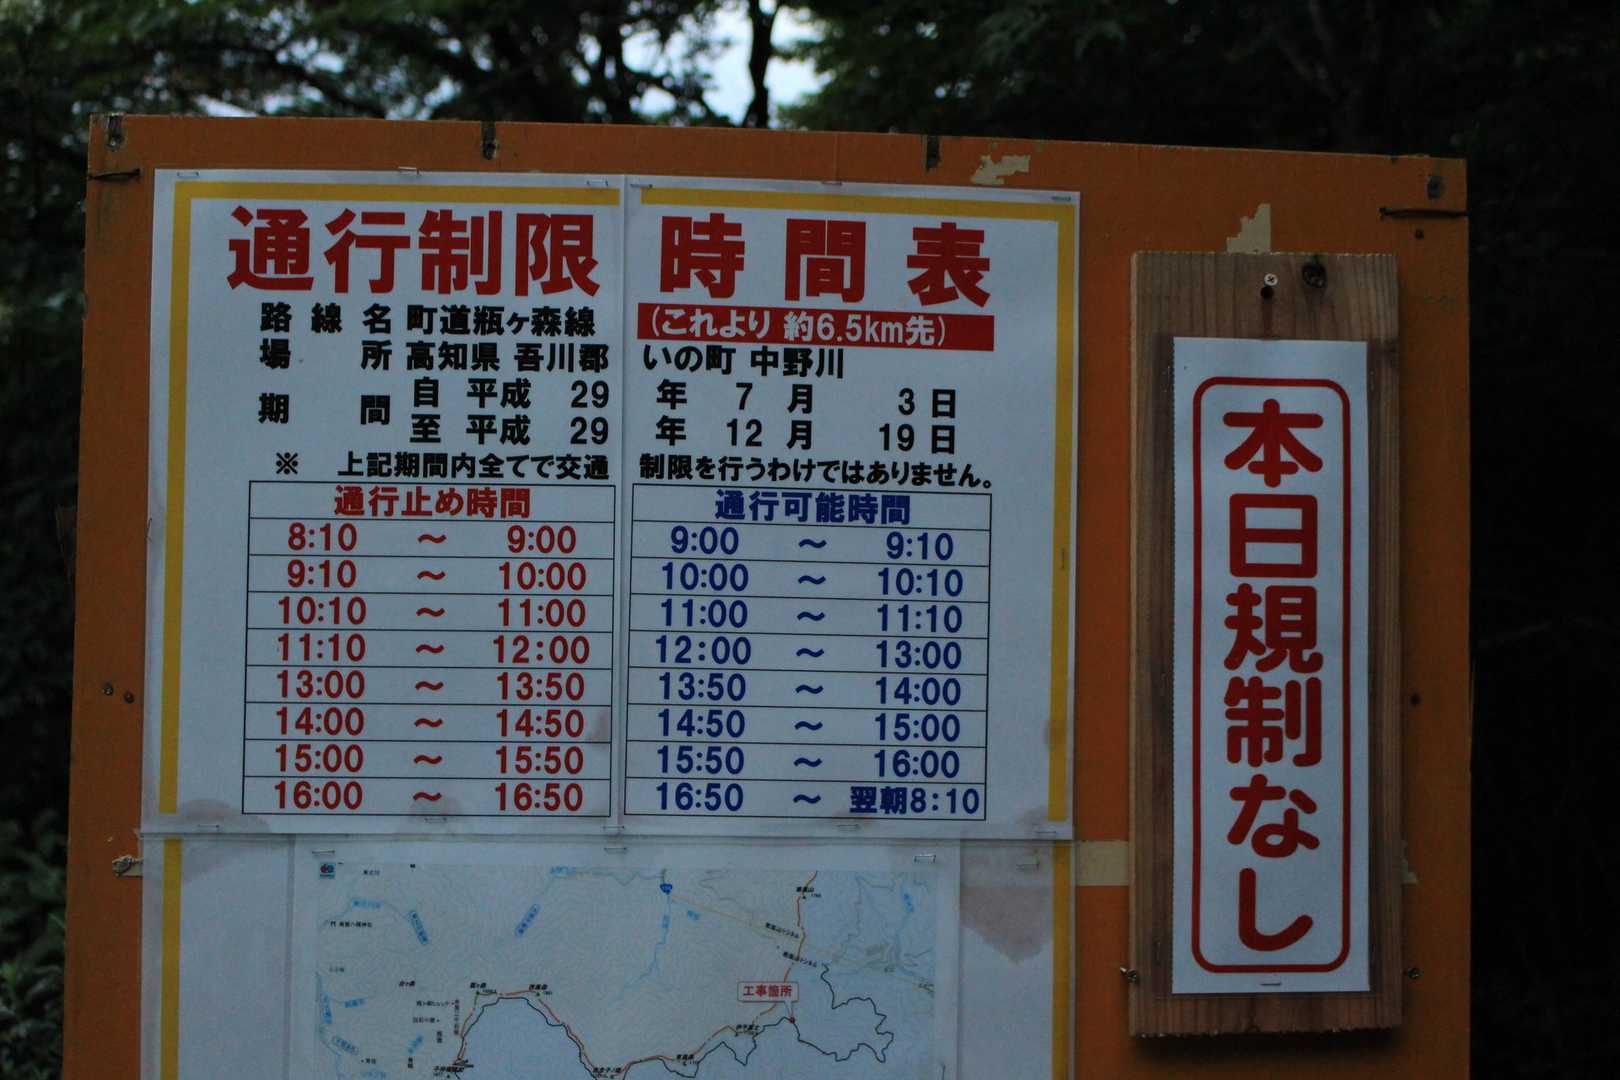 通行制限 時間表
路線名 町道瓶ヶ森線 (これより 約6.5km先)
場所 高知県 吾川郡 いの町 中野川
期間 自 平成 29 年 7 月 3 日
至 平成 29 年 12 月 19 日
※ 上記期間内全てで交通 制限を行うわけではありません。
通行止め時間 通行可能時間
8:10 ～ 9:00 9:00 ～ 9:10
9:10 ～ 10:00 10:00 ～ 10:10
10:10 ～ 11:00 11:00 ～ 11:10
11:10 ～ 12:00 12:00 ～ 13:00
13:00 ～ 13:50 13:50 ～ 14:00
14:00 ～ 14:50 14:50 ～ 15:00
15:00 ～ 15:50 15:50 ～ 16:00
16:00 ～ 16:50 16:50 ～ 翌朝8:10
工事箇所
本日規制なし